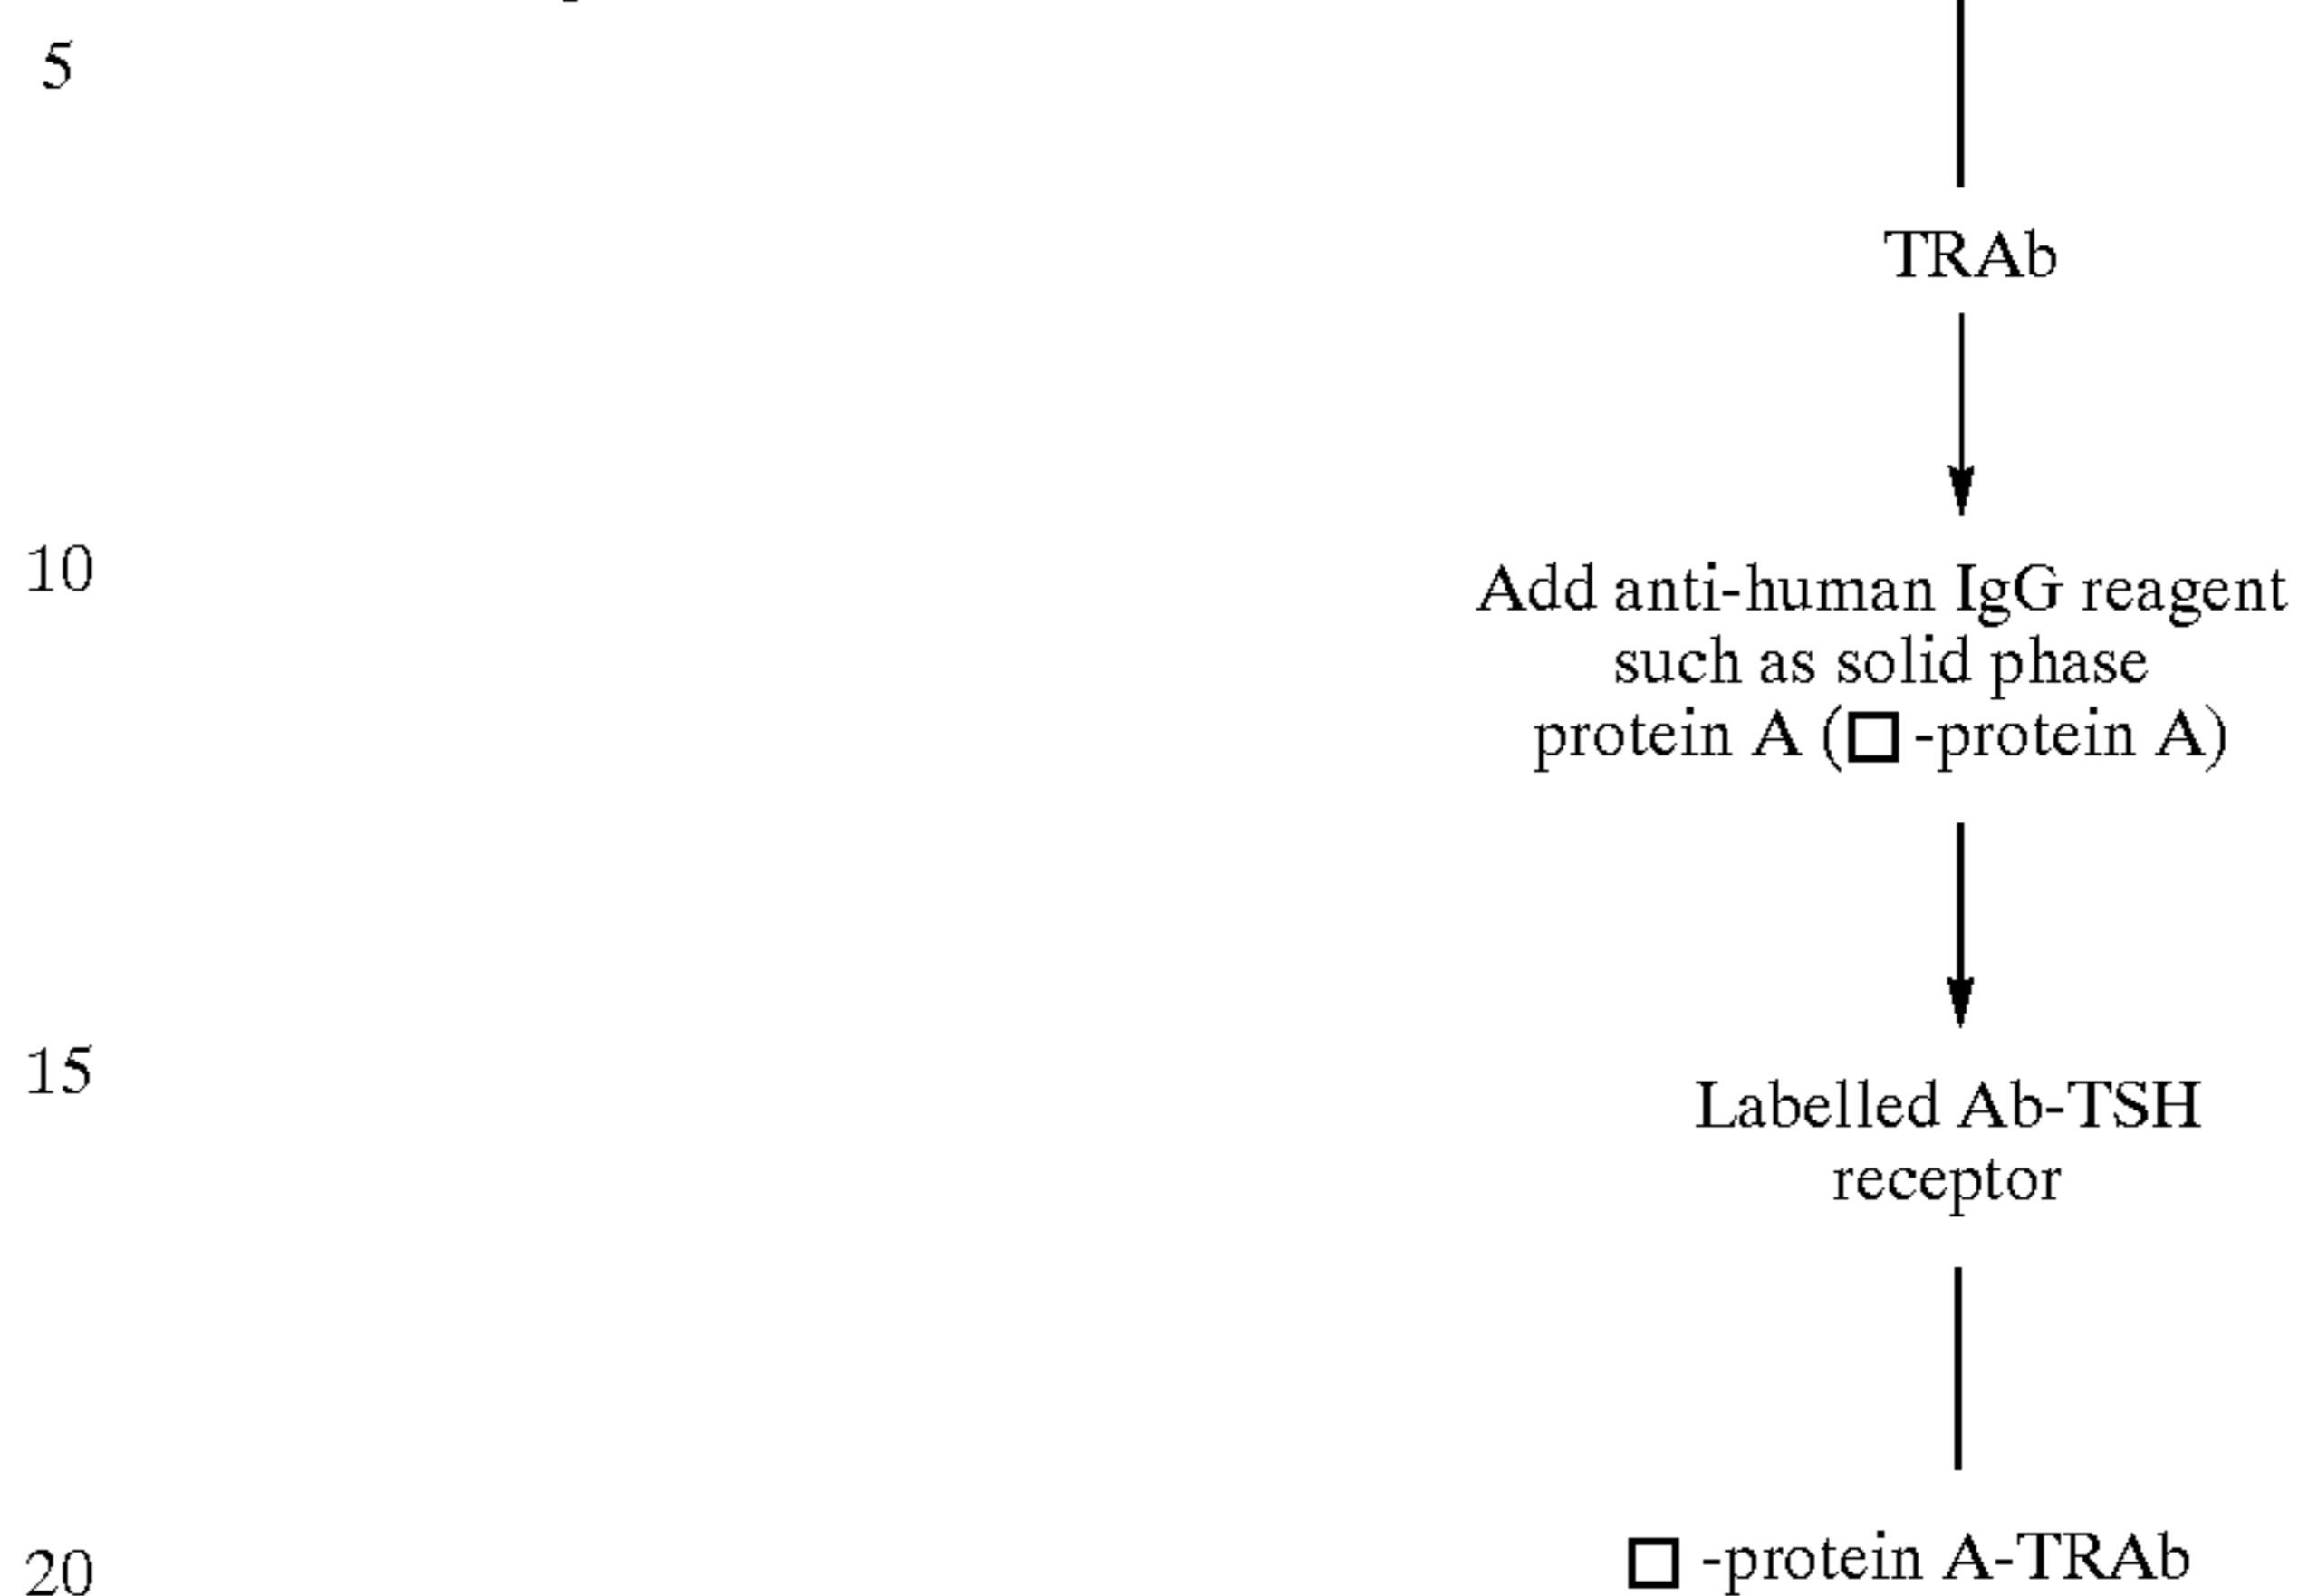 5
TRAb
10
Add anti-human IgG reagent
such as solid phase
protein A (□ -protein A)
15
Labelled Ab-TSH
receptor
20
□ -protein A-TRAb